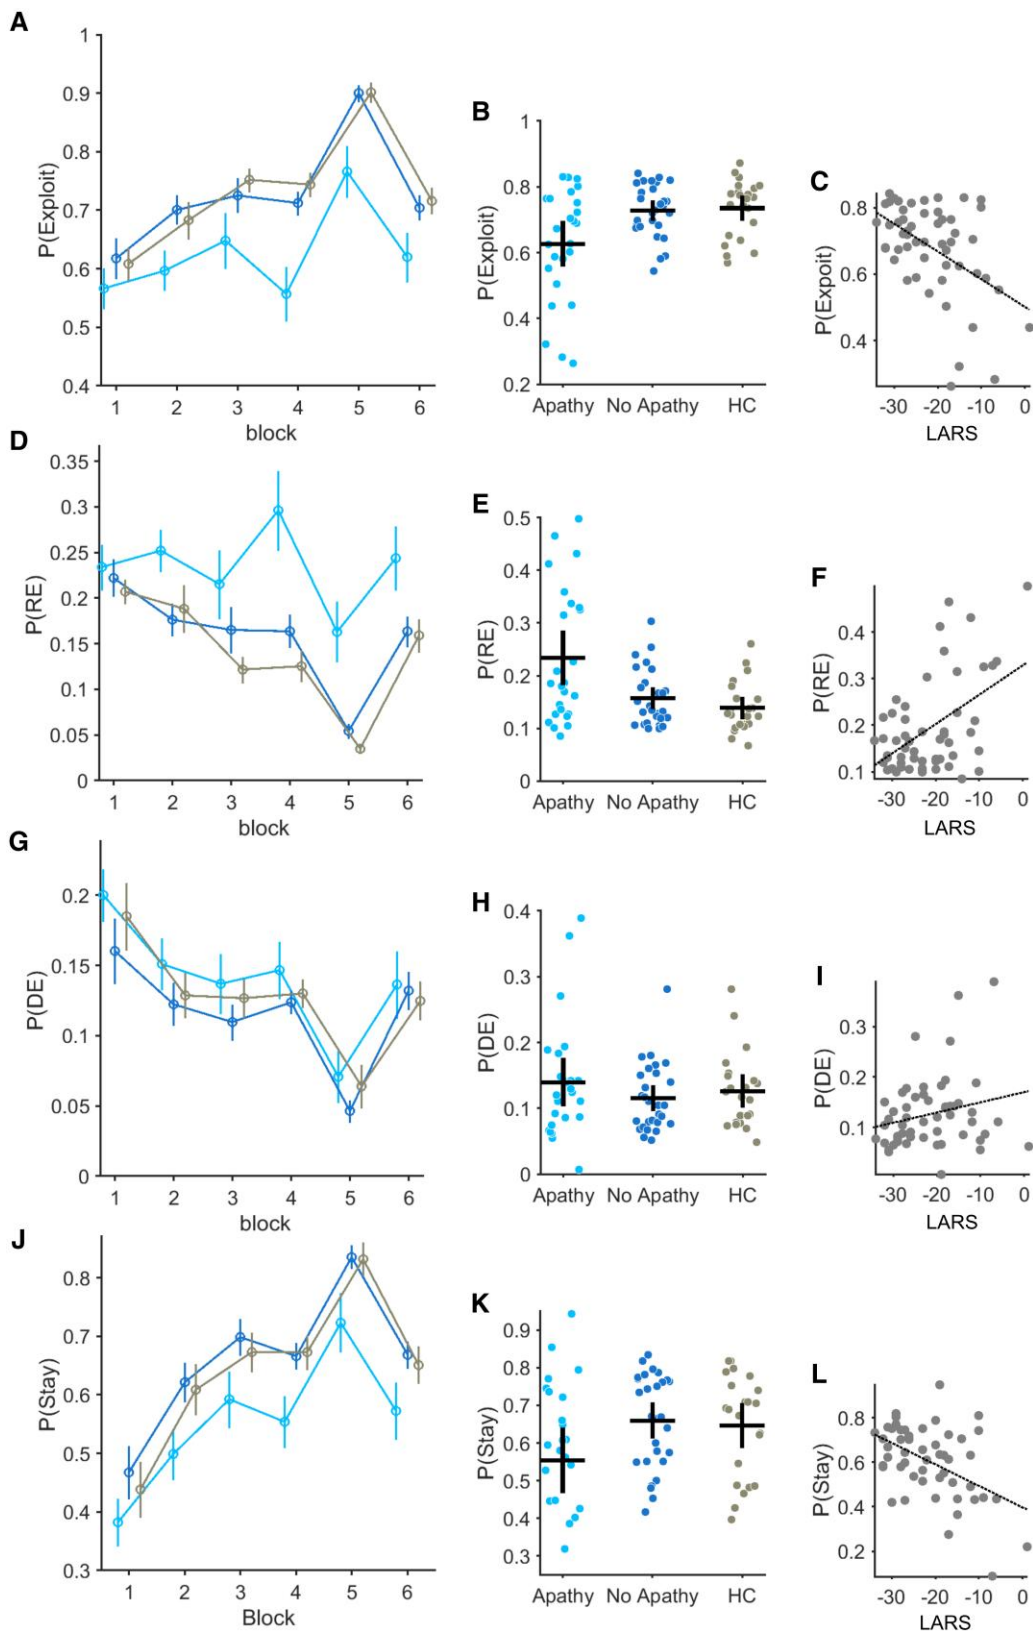 A
1
0.9
0.8
0.7
0.6
0.5
0.4
P(Exploit)
1 2 3 4 5 6
block
B
1
0.8
0.6
0.4
0.2
P(Exploit)
Apathy No Apathy HC
C
0.8
0.6
0.4
P(Expoit)
-30 -20 -10 0
LARS
D
0.35
0.3
0.25
0.2
0.15
0.1
0.05
0
P(RE)
1 2 3 4 5 6
block
E
0.5
0.4
0.3
0.2
0.1
0
P(RE)
Apathy No Apathy HC
F
0.4
0.3
0.2
0.1
P(RE)
-30 -20 -10 0
LARS
G
0.2
0.15
0.1
0.05
0
P(DE)
1 2 3 4 5 6
block
H
0.4
0.3
0.2
0.1
0
P(DE)
Apathy No Apathy HC
I
0.3
0.2
0.1
P(DE)
-30 -20 -10 0
LARS
J
0.8
0.7
0.6
0.5
0.4
0.3
P(Stay)
1 2 3 4 5 6
Block
K
0.9
0.8
0.7
0.6
0.5
0.4
0.3
P(Stay)
Apathy No Apathy HC
L
0.8
0.6
0.4
0.2
P(Stay)
-30 -20 -10 0
LARS